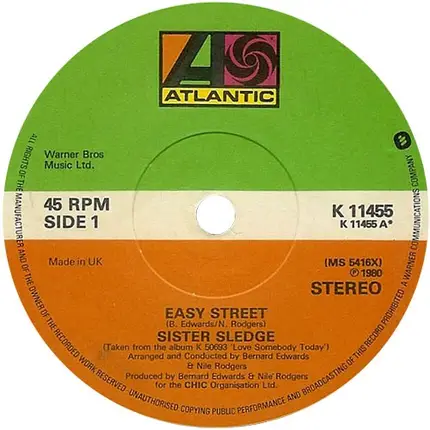 ATLANTIC
Warner Bros
Music Ltd.
45 RPM
SIDE 1
K 11455
K 11455 A*
Made in UK
(MS 5416X)
℗ 1980
STEREO
EASY STREET
(B. Edwards/N. Rodgers)
SISTER SLEDGE
(Taken from the album K 50693 'Love Somebody Today')
Arranged and Conducted by Bernard Edwards
& Nile Rodgers
Produced by Bernard Edwards & Nile Rodgers
for the CHIC Organisation Ltd.
ALL RIGHTS OF THE MANUFACTURER AND OF THE OWNER OF THE RECORDED WORK RESERVED · UNAUTHORISED COPYING PUBLIC PERFORMANCE AND BROADCASTING OF THIS RECORD PROHIBITED · A WARNER COMMUNICATIONS COMPANY